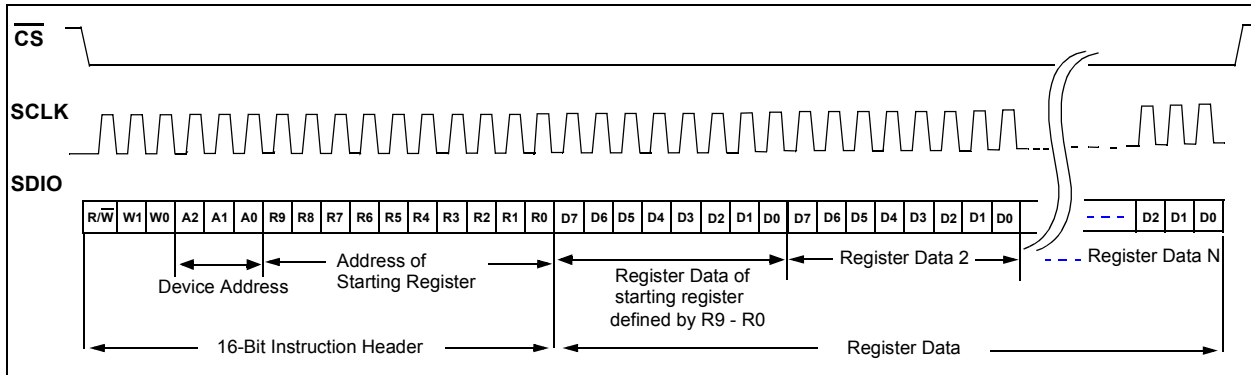 CS
SCLK
SDIO
R/W W1 W0 A2 A1 A0 R9 R8 R7 R6 R5 R4 R3 R2 R1 R0 D7 D6 D5 D4 D3 D2 D1 D0 D7 D6 D5 D4 D3 D2 D1 D0 D2 D1 D0
Device Address
Address of
Starting Register
Register Data of
starting register
defined by R9 - R0
Register Data 2
Register Data N
16-Bit Instruction Header
Register Data